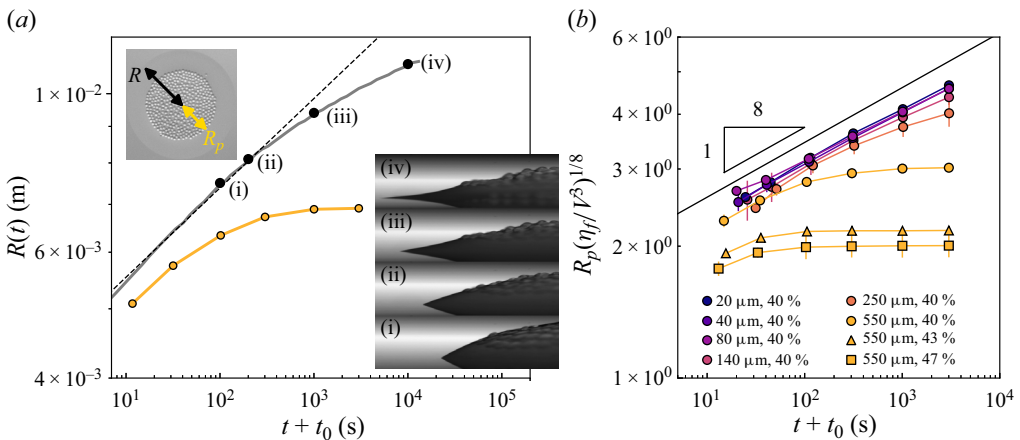 (a)
R(t) (m)
1 × 10⁻²
6 × 10⁻³
4 × 10⁻³
10¹ 10² 10³ 10⁴ 10⁵
t + t₀ (s)
R
Rₚ
(i)
(ii)
(iii)
(iv)
(iv)
(iii)
(ii)
(i)
(b)
Rₚ(ηf/V³)^1/8
6 × 10⁰
4 × 10⁰
3 × 10⁰
2 × 10⁰
1 × 10⁰
8
1
20 μm, 40 %
40 μm, 40 %
80 μm, 40 %
140 μm, 40 %
250 μm, 40 %
550 μm, 40 %
550 μm, 43 %
550 μm, 47 %
10¹ 10² 10³ 10⁴
t + t₀ (s)